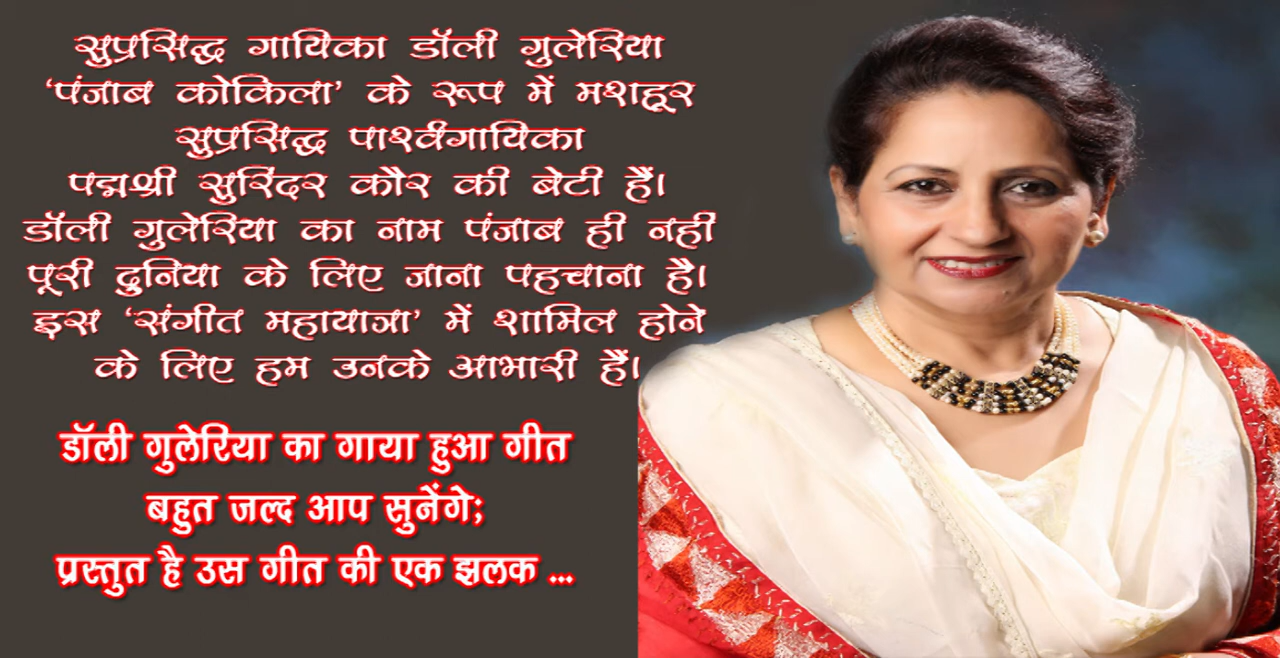 सुप्रसिद्ध गायिका डॉली गुलेरिया
‘पंजाब कोकिला’ के रूप में मशहूर
सुप्रसिद्ध पार्श्वगायिका
पद्मश्री सुरिंदर कौर की बेटी हैं।
डॉली गुलेरिया का नाम पंजाब ही नहीं
पूरी दुनिया के लिए जाना पहचाना है।
इस ‘संगीत महायात्रा’ में शामिल होने
के लिए हम उनके आभारी हैं।
डॉली गुलेरिया का गाया हुआ गीत
बहुत जल्द आप सुनेंगे;
प्रस्तुत है उस गीत की एक झलक ...